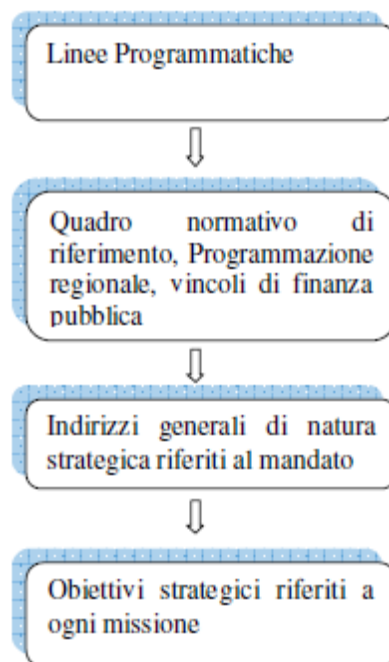 Linee Programmatiche
Quadro normativo di
riferimento, Programmazione
regionale, vincoli di finanza
pubblica
Indirizzi generali di natura
strategica riferiti al mandato
Obiettivi strategici riferiti a
ogni missione